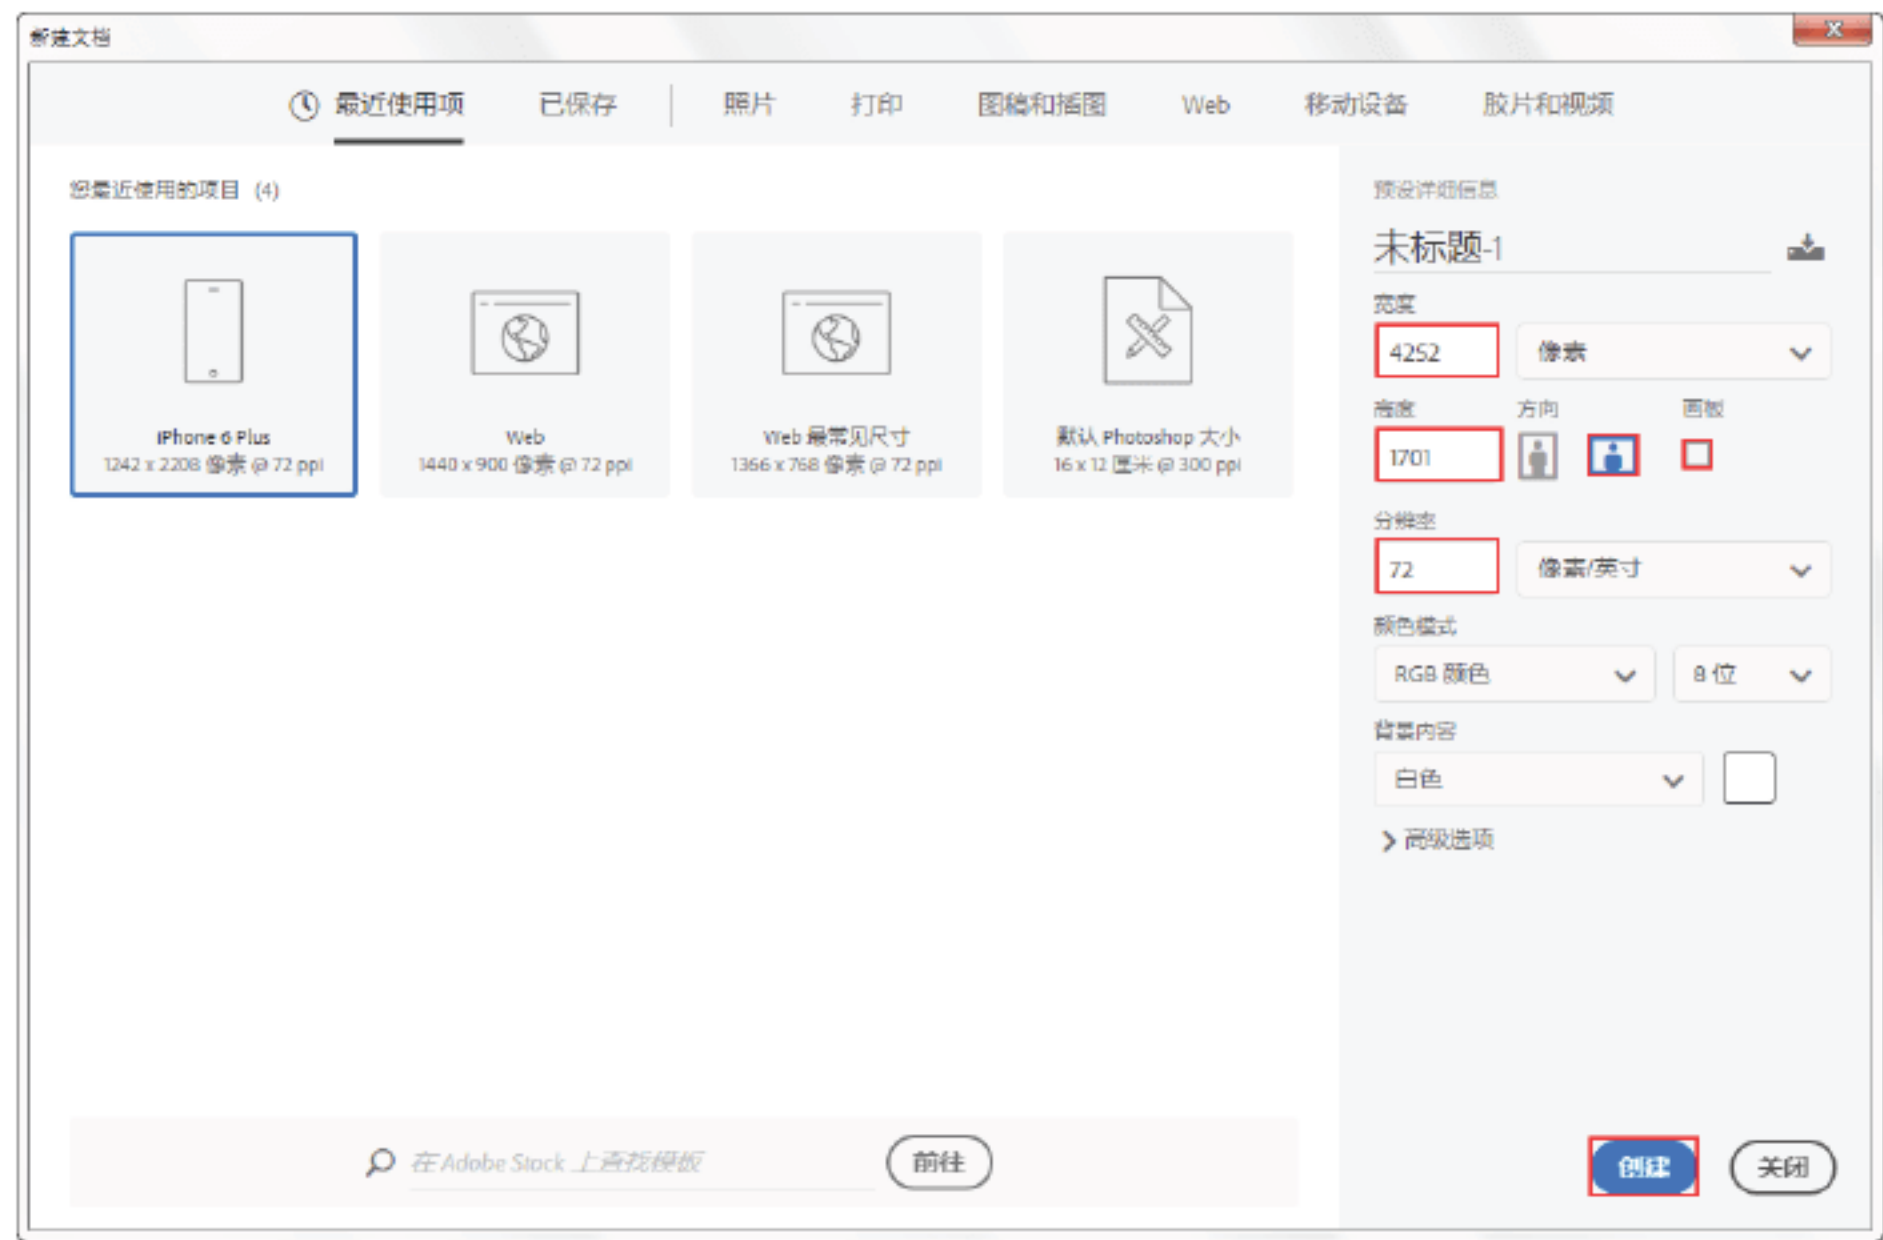 新建文档
最近使用项 已保存 照片 打印 图稿和插图 Web 移动设备 胶片和视频
您最近使用的项目 (4)
iPhone 6 Plus
1242 x 2208 像素 @ 72 ppi
Web
1440 x 900 像素 @ 72 ppi
Web 最常见尺寸
1366 x 768 像素 @ 72 ppi
默认 Photoshop 大小
16 x 12 厘米 @ 300 ppi
在 Adobe Stock 上查找模板
前往
预设详细信息
未标题-1
宽度
4252 像素
高度 方向 画板
1701
分辨率
72 像素/英寸
颜色模式
RGB 颜色 8 位
背景内容
白色
高级选项
创建 关闭